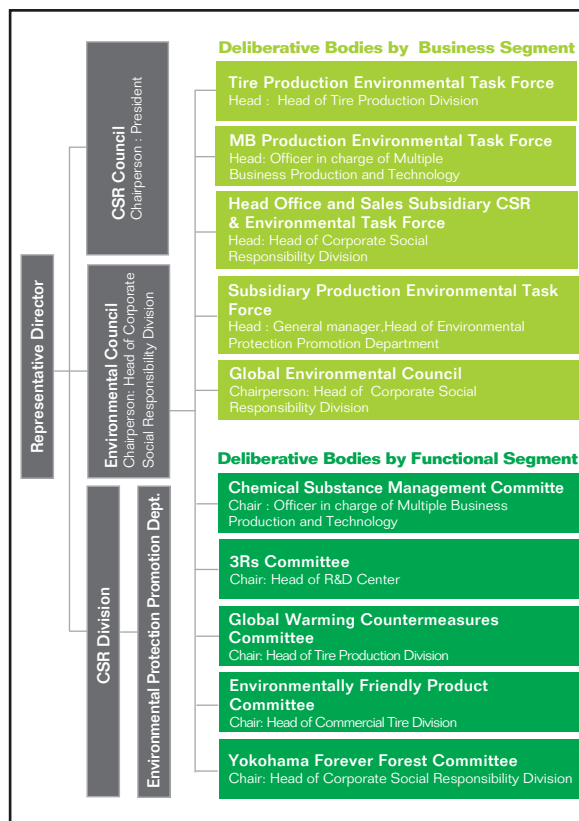 Representative Director
CSR Council
Chairperson : President
Environmental Council
Chairperson: Head of Corporate
Social Responsibility Division
CSR Division
Environmental Protection Promotion Dept.
Deliberative Bodies by Business Segment
Tire Production Environmental Task Force
Head : Head of Tire Production Division
MB Production Environmental Task Force
Head: Officer in charge of Multiple
Business Production and Technology
Head Office and Sales Subsidiary CSR
& Environmental Task Force
Head: Head of Corporate Social
Responsibility Division
Subsidiary Production Environmental Task
Force
Head : General manager,Head of Environmental
Protection Promotion Department
Global Environmental Council
Chairperson: Head of Corporate Social
Responsibility Division
Deliberative Bodies by Functional Segment
Chemical Substance Management Committe
Chair : Officer in charge of Multiple Business
Production and Technology
3Rs Committee
Chair: Head of R&D Center
Global Warming Countermeasures
Committee
Chair: Head of Tire Production Division
Environmentally Friendly Product
Committee
Chair: Head of Commercial Tire Division
Yokohama Forever Forest Committee
Chair: Head of Corporate Social Responsibility Division